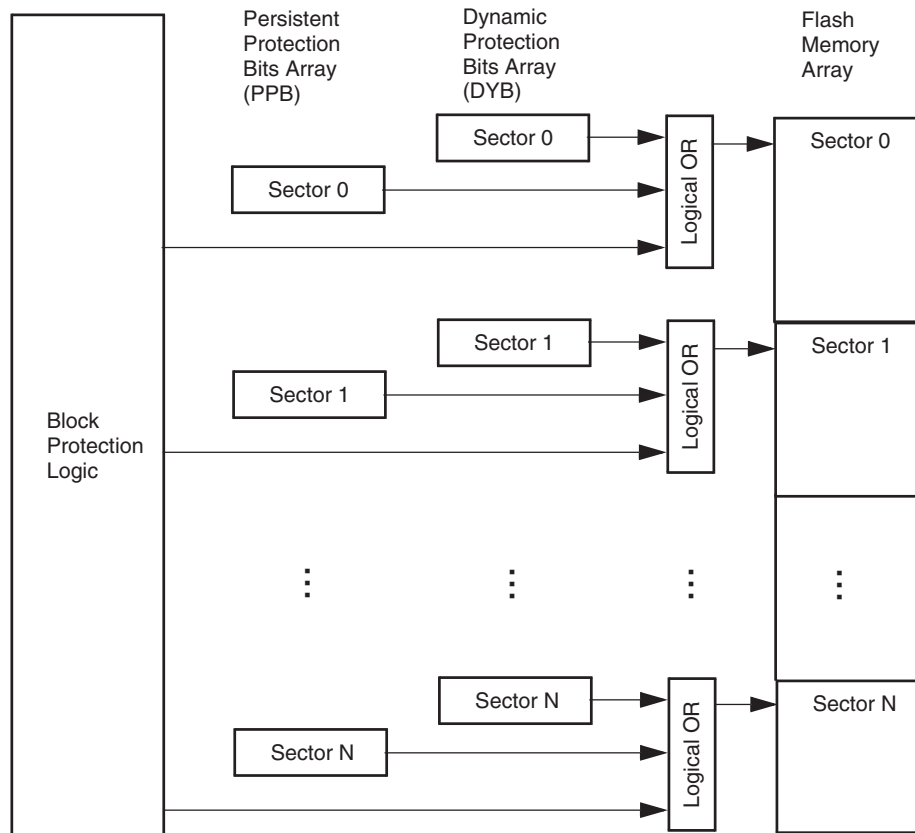 Persistent
Protection
Bits Array
(PPB)
Dynamic
Protection
Bits Array
(DYB)
Flash
Memory
Array
Sector 0
Sector 0
Logical OR
Sector 0
Sector 1
Sector 1
Logical OR
Sector 1
Block
Protection
Logic
Sector N
Sector N
Logical OR
Sector N